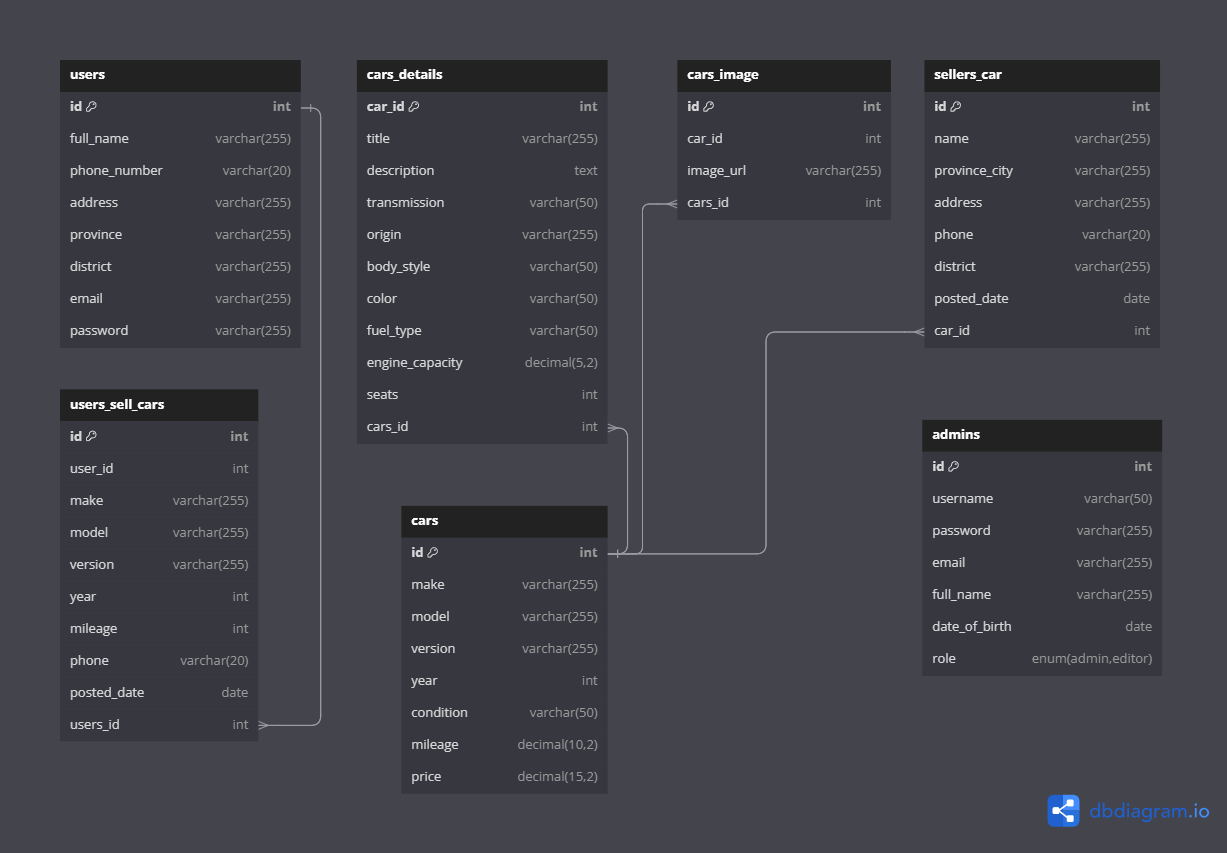 users
id int
full_name varchar(255)
phone_number varchar(20)
address varchar(255)
province varchar(255)
district varchar(255)
email varchar(255)
password varchar(255)
users_sell_cars
id int
user_id int
make varchar(255)
model varchar(255)
version varchar(255)
year int
mileage int
phone varchar(20)
posted_date date
users_id int
cars_details
car_id int
title varchar(255)
description text
transmission varchar(50)
origin varchar(255)
body_style varchar(50)
color varchar(50)
fuel_type varchar(50)
engine_capacity decimal(5,2)
seats int
cars_id int
cars
id int
make varchar(255)
model varchar(255)
version varchar(255)
year int
condition varchar(50)
mileage decimal(10,2)
price decimal(15,2)
cars_image
id int
car_id int
image_url varchar(255)
cars_id int
sellers_car
id int
name varchar(255)
province_city varchar(255)
address varchar(255)
phone varchar(20)
district varchar(255)
posted_date date
car_id int
admins
id int
username varchar(50)
password varchar(255)
email varchar(255)
full_name varchar(255)
date_of_birth date
role enum(admin,editor)
dbdiagram.io